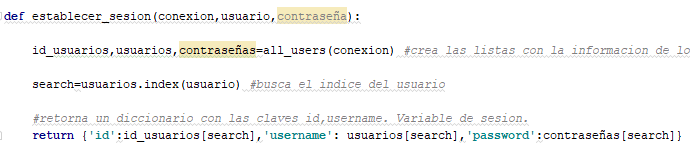 def establecer_sesion(conexion,usuario,contraseña):
id_usuarios,usuarios,contraseñas=all_users(conexion) #crea las listas con la informacion de lo
search=usuarios.index(usuario) #busca el indice del usuario
#retorna un diccionario con las claves id,username. Variable de sesion.
return {'id':id_usuarios[search],'username': usuarios[search],'password':contraseñas[search]}